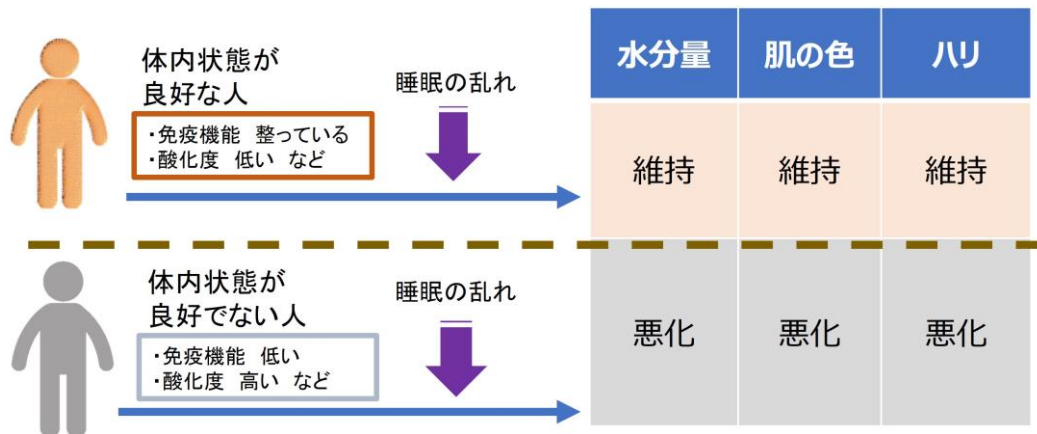 水分量 肌の色 ハリ
体内状態が
良好な人
・免疫機能 整っている
・酸化度 低い など
睡眠の乱れ
維持 維持 維持
体内状態が
良好でない人
・免疫機能 低い
・酸化度 高い など
睡眠の乱れ
悪化 悪化 悪化